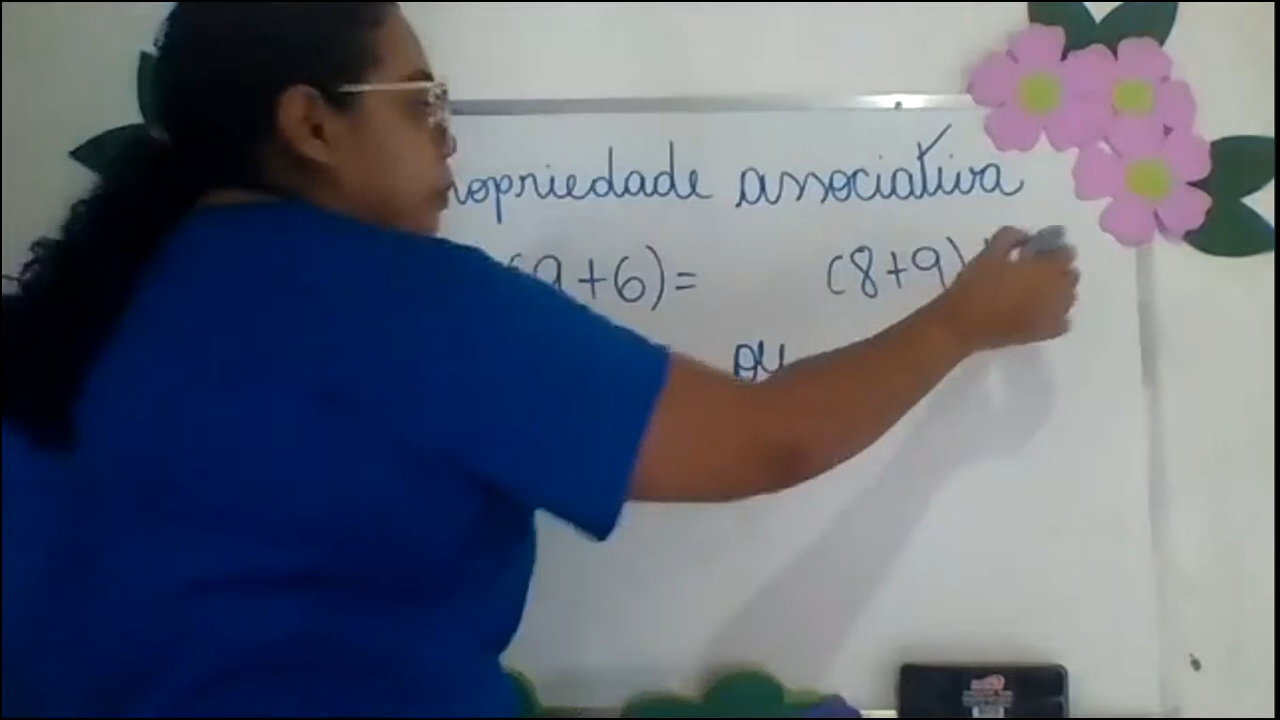 ropriedade associativa
(9+6)= (8+9)
ou